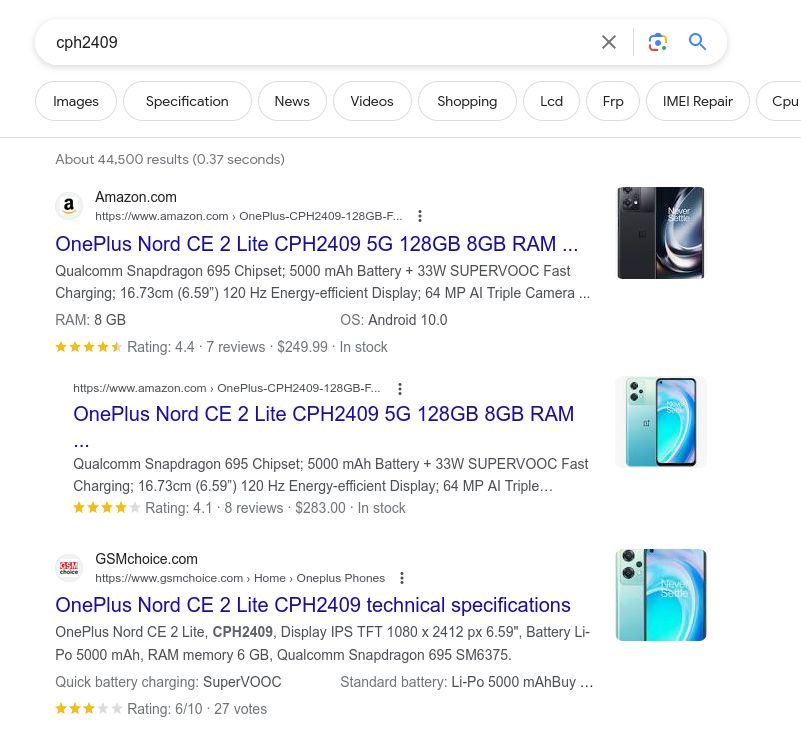 cph2409
Images Specification News Videos Shopping Lcd Frp IMEI Repair Cpu
About 44,500 results (0.37 seconds)
a
Amazon.com
https://www.amazon.com › OnePlus-CPH2409-128GB-F...
OnePlus Nord CE 2 Lite CPH2409 5G 128GB 8GB RAM ...
Qualcomm Snapdragon 695 Chipset; 5000 mAh Battery + 33W SUPERVOOC Fast
Charging; 16.73cm (6.59”) 120 Hz Energy-efficient Display; 64 MP AI Triple Camera ...
RAM: 8 GB OS: Android 10.0
Rating: 4.4 · 7 reviews · $249.99 · In stock
Never
Settle
https://www.amazon.com › OnePlus-CPH2409-128GB-F...
OnePlus Nord CE 2 Lite CPH2409 5G 128GB 8GB RAM
...
Qualcomm Snapdragon 695 Chipset; 5000 mAh Battery + 33W SUPERVOOC Fast
Charging; 16.73cm (6.59”) 120 Hz Energy-efficient Display; 64 MP AI Triple…
Rating: 4.1 · 8 reviews · $283.00 · In stock
Never
Settle
GSM
choice
GSMchoice.com
https://www.gsmchoice.com › Home › Oneplus Phones
OnePlus Nord CE 2 Lite CPH2409 technical specifications
OnePlus Nord CE 2 Lite, CPH2409, Display IPS TFT 1080 x 2412 px 6.59", Battery Li-
Po 5000 mAh, RAM memory 6 GB, Qualcomm Snapdragon 695 SM6375.
Quick battery charging: SuperVOOC Standard battery: Li-Po 5000 mAhBuy ...
Rating: 6/10 · 27 votes
Never
Settle